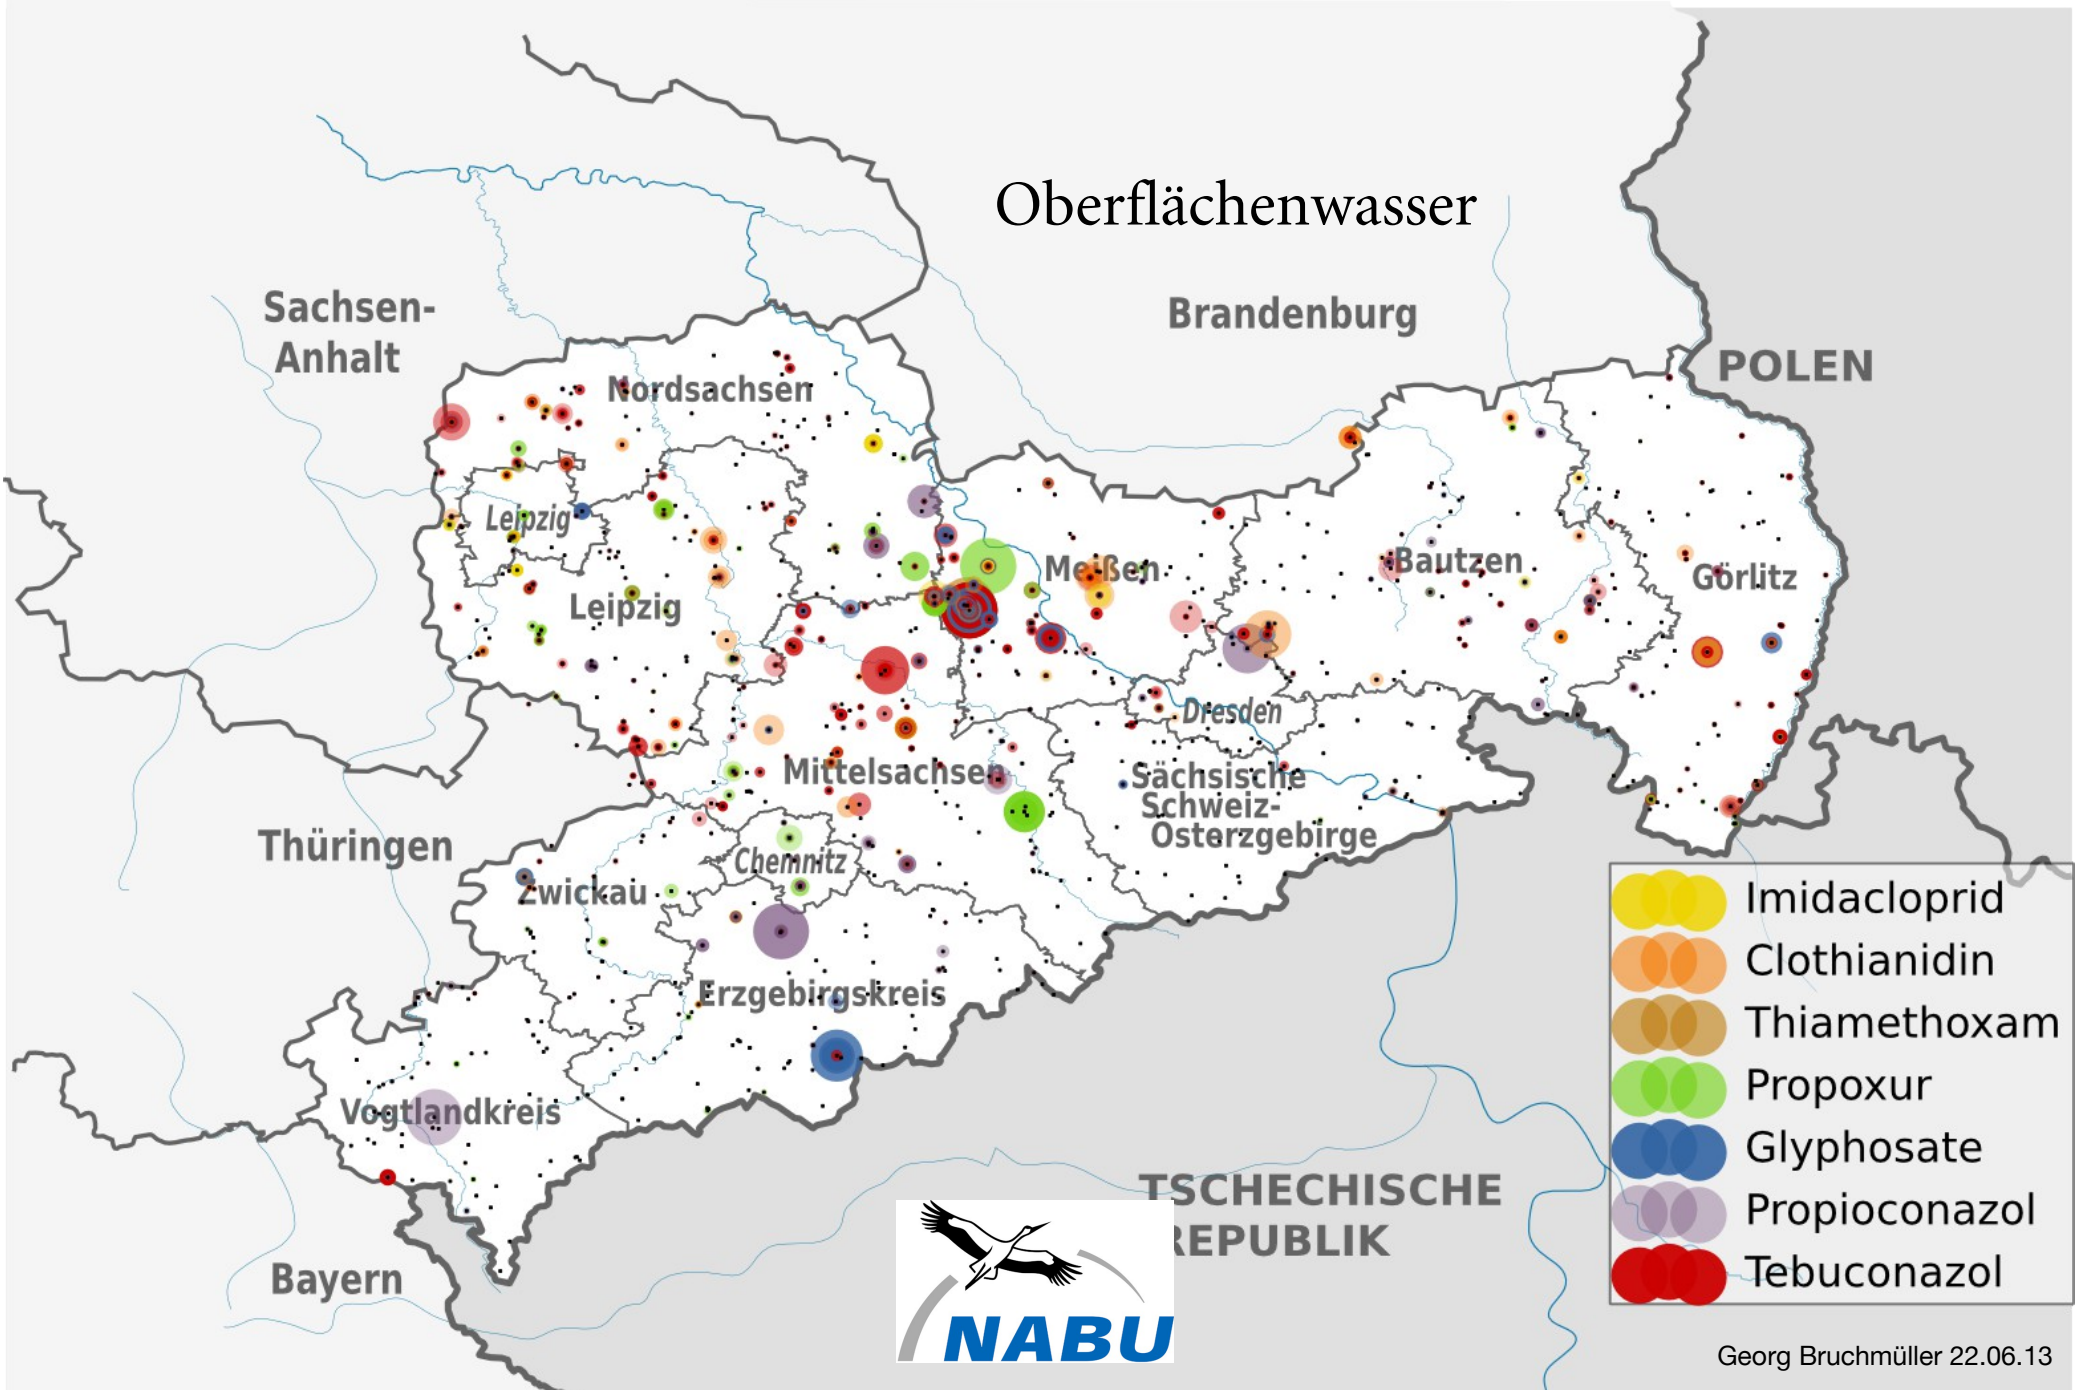 Oberflächenwasser
Sachsen-
Anhalt
Brandenburg
POLEN
Nordsachsen
Leipzig
Leipzig
Meißen
Bautzen
Görlitz
Dresden
Mittelsachsen
Sächsische
Schweiz-
Osterzgebirge
Thüringen
Chemnitz
Zwickau
Erzgebirgskreis
Vogtlandkreis
TSCHECHISCHE
REPUBLIK
Bayern
NABU
Imidacloprid
Clothianidin
Thiamethoxam
Propoxur
Glyphosate
Propioconazol
Tebuconazol
Georg Bruchmüller 22.06.13